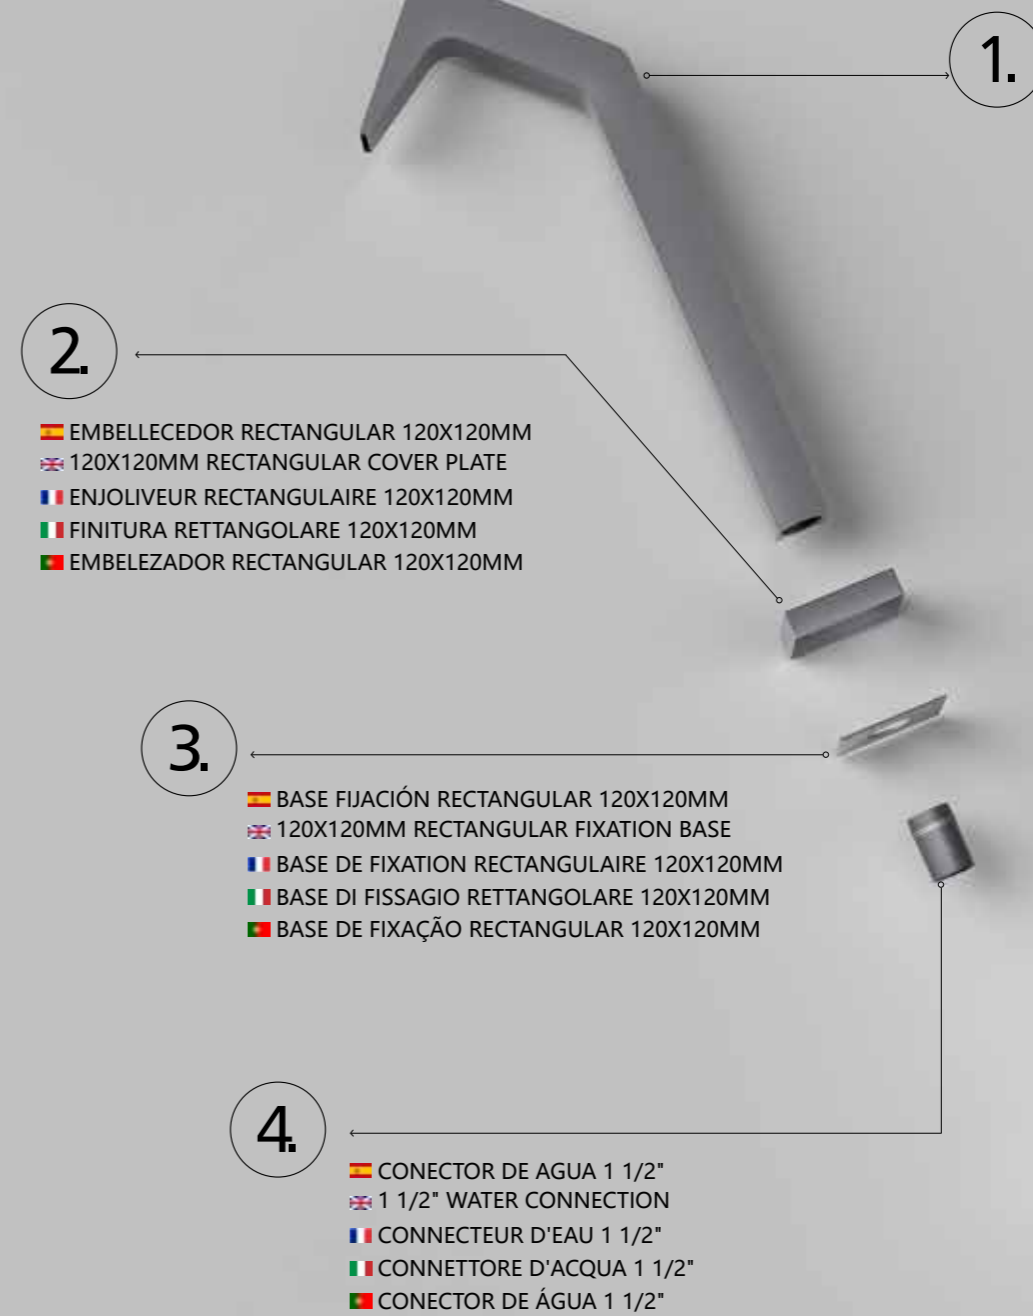 1.
2.
EMBELLECEDOR RECTANGULAR 120X120MM
120X120MM RECTANGULAR COVER PLATE
ENJOLIVEUR RECTANGULAIRE 120X120MM
FINITURA RETTANGOLARE 120X120MM
EMBELEZADOR RECTANGULAR 120X120MM
3.
BASE FIJACIÓN RECTANGULAR 120X120MM
120X120MM RECTANGULAR FIXATION BASE
BASE DE FIXATION RECTANGULAIRE 120X120MM
BASE DI FISSAGIO RETTANGOLARE 120X120MM
BASE DE FIXAÇÃO RECTANGULAR 120X120MM
4.
CONECTOR DE AGUA 1 1/2"
1 1/2" WATER CONNECTION
CONNECTEUR D'EAU 1 1/2"
CONNETTORE D'ACQUA 1 1/2"
CONECTOR DE ÁGUA 1 1/2"